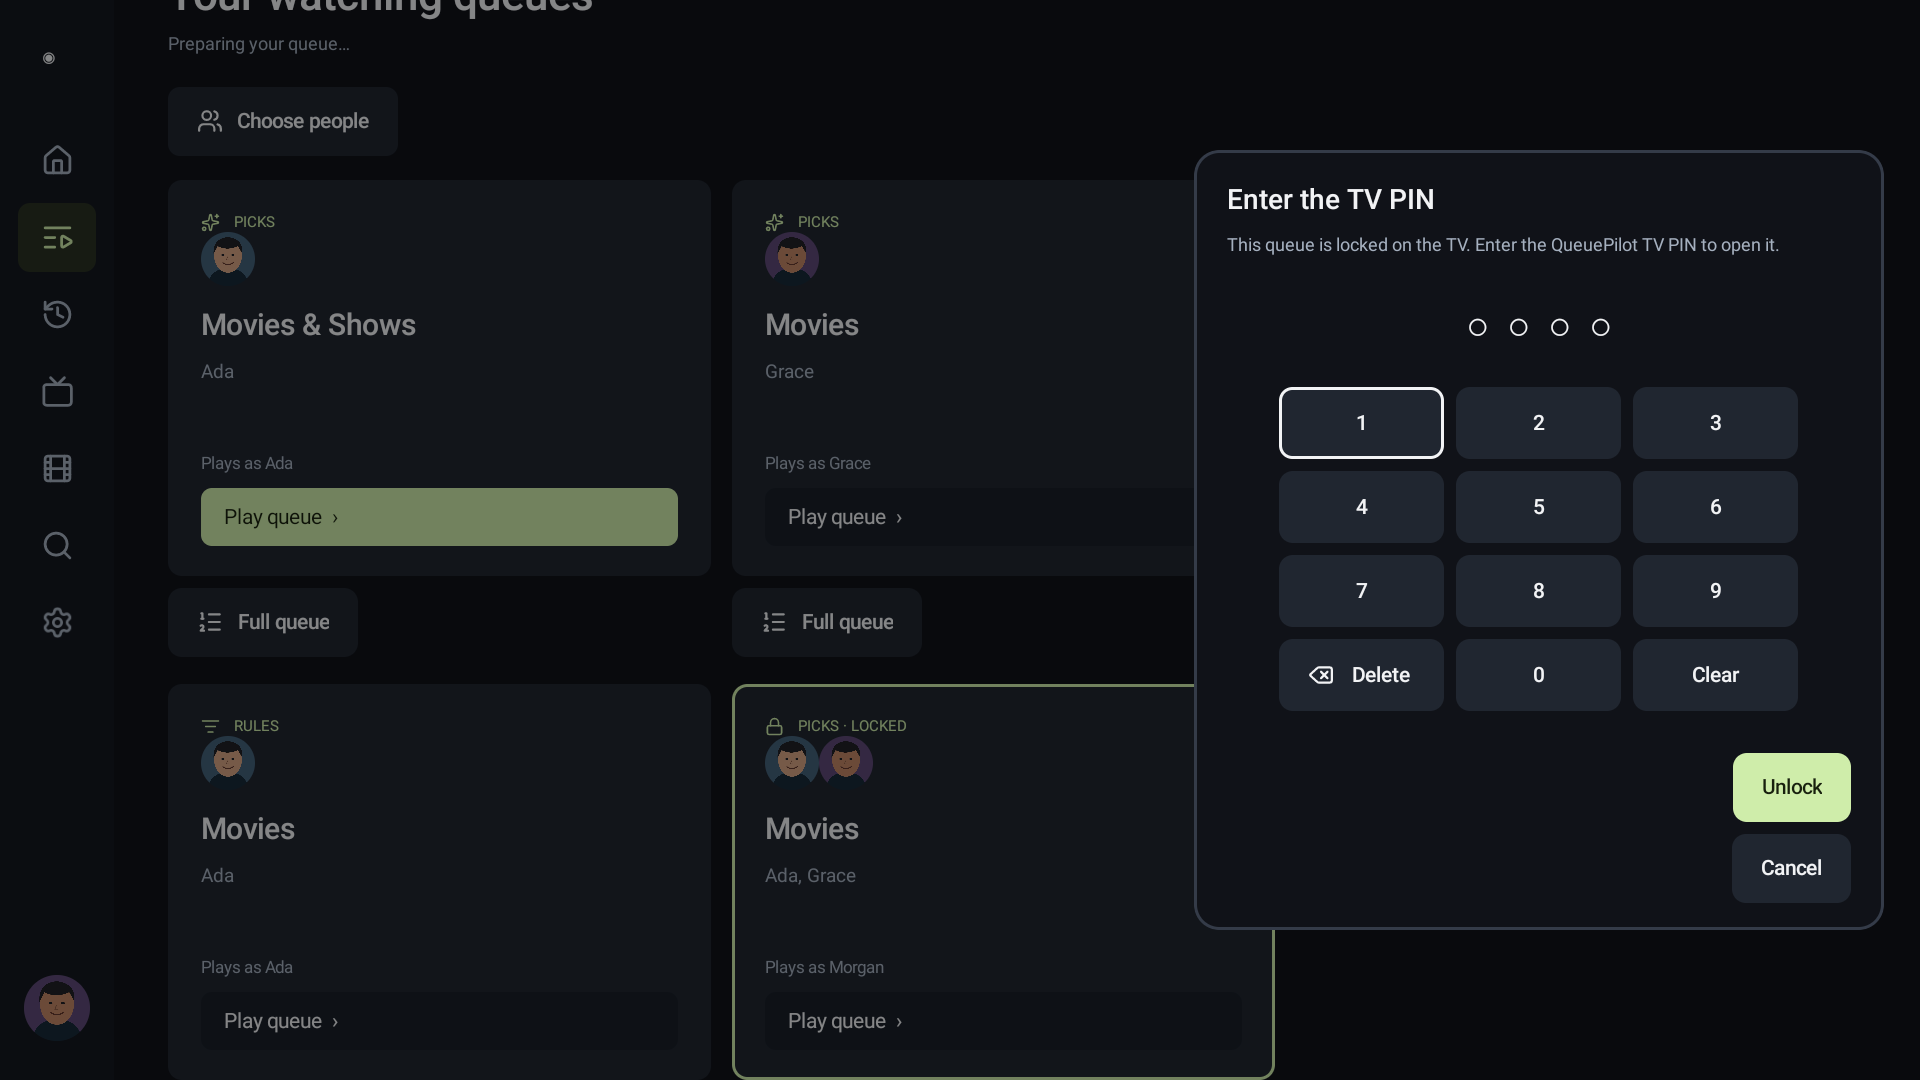 Your watching queues
Preparing your queue...
Choose people
PICKS
Movies & Shows
Ada
Plays as Ada
Play queue ›
Full queue
PICKS
Movies
Grace
Plays as Grace
Play queue ›
Full queue
RULES
Movies
Ada
Plays as Ada
Play queue ›
PICKS · LOCKED
Movies
Ada, Grace
Plays as Morgan
Play queue ›
Enter the TV PIN
This queue is locked on the TV. Enter the QueuePilot TV PIN to open it.
1 2 3
4 5 6
7 8 9
Delete 0 Clear
Unlock
Cancel